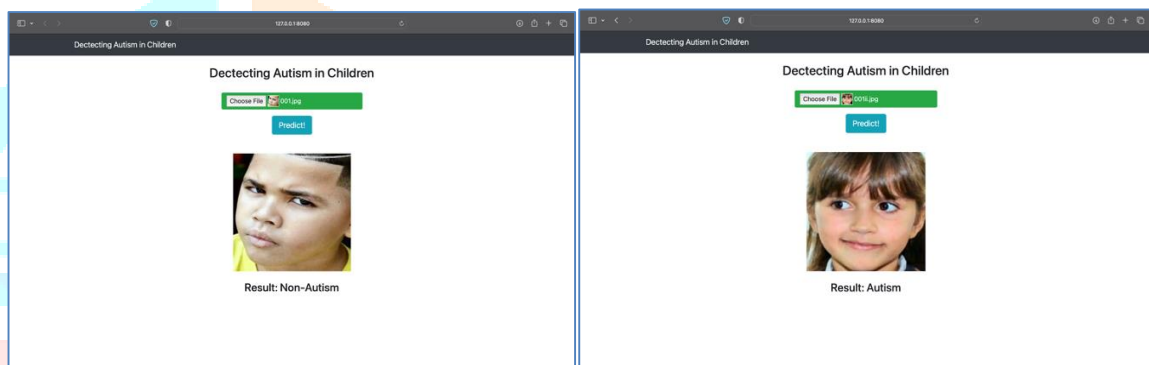 127.0.0.1:8080
Dectecting Autism in Children
Dectecting Autism in Children
Choose File 001.jpg
Predict!
Result: Non-Autism
127.0.0.1:8080
Dectecting Autism in Children
Dectecting Autism in Children
Choose File
Predict!
Result: Autism